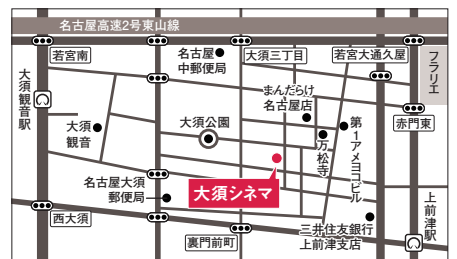 名古屋高速2号東山線
若宮南
名古屋
中郵便局
大須三丁目
若宮大通久屋
フラリエ
大須観音駅
まんだらけ
名古屋店
大須
観音
大須公園
万松寺
第1アメ横ビル
赤門東
名古屋大須
郵便局
大須シネマ
西大須
裏門前町
三井住友銀行
上前津支店
上前津駅